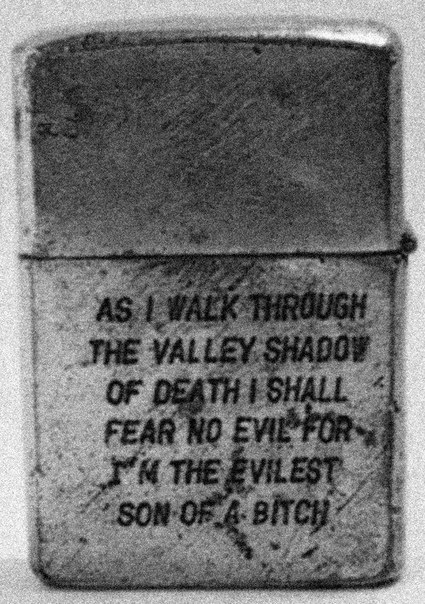 AS I WALK THROUGH
THE VALLEY SHADOW
OF DEATH I SHALL
FEAR NO EVIL FOR
I'M THE EVILEST
SON OF A BITCH